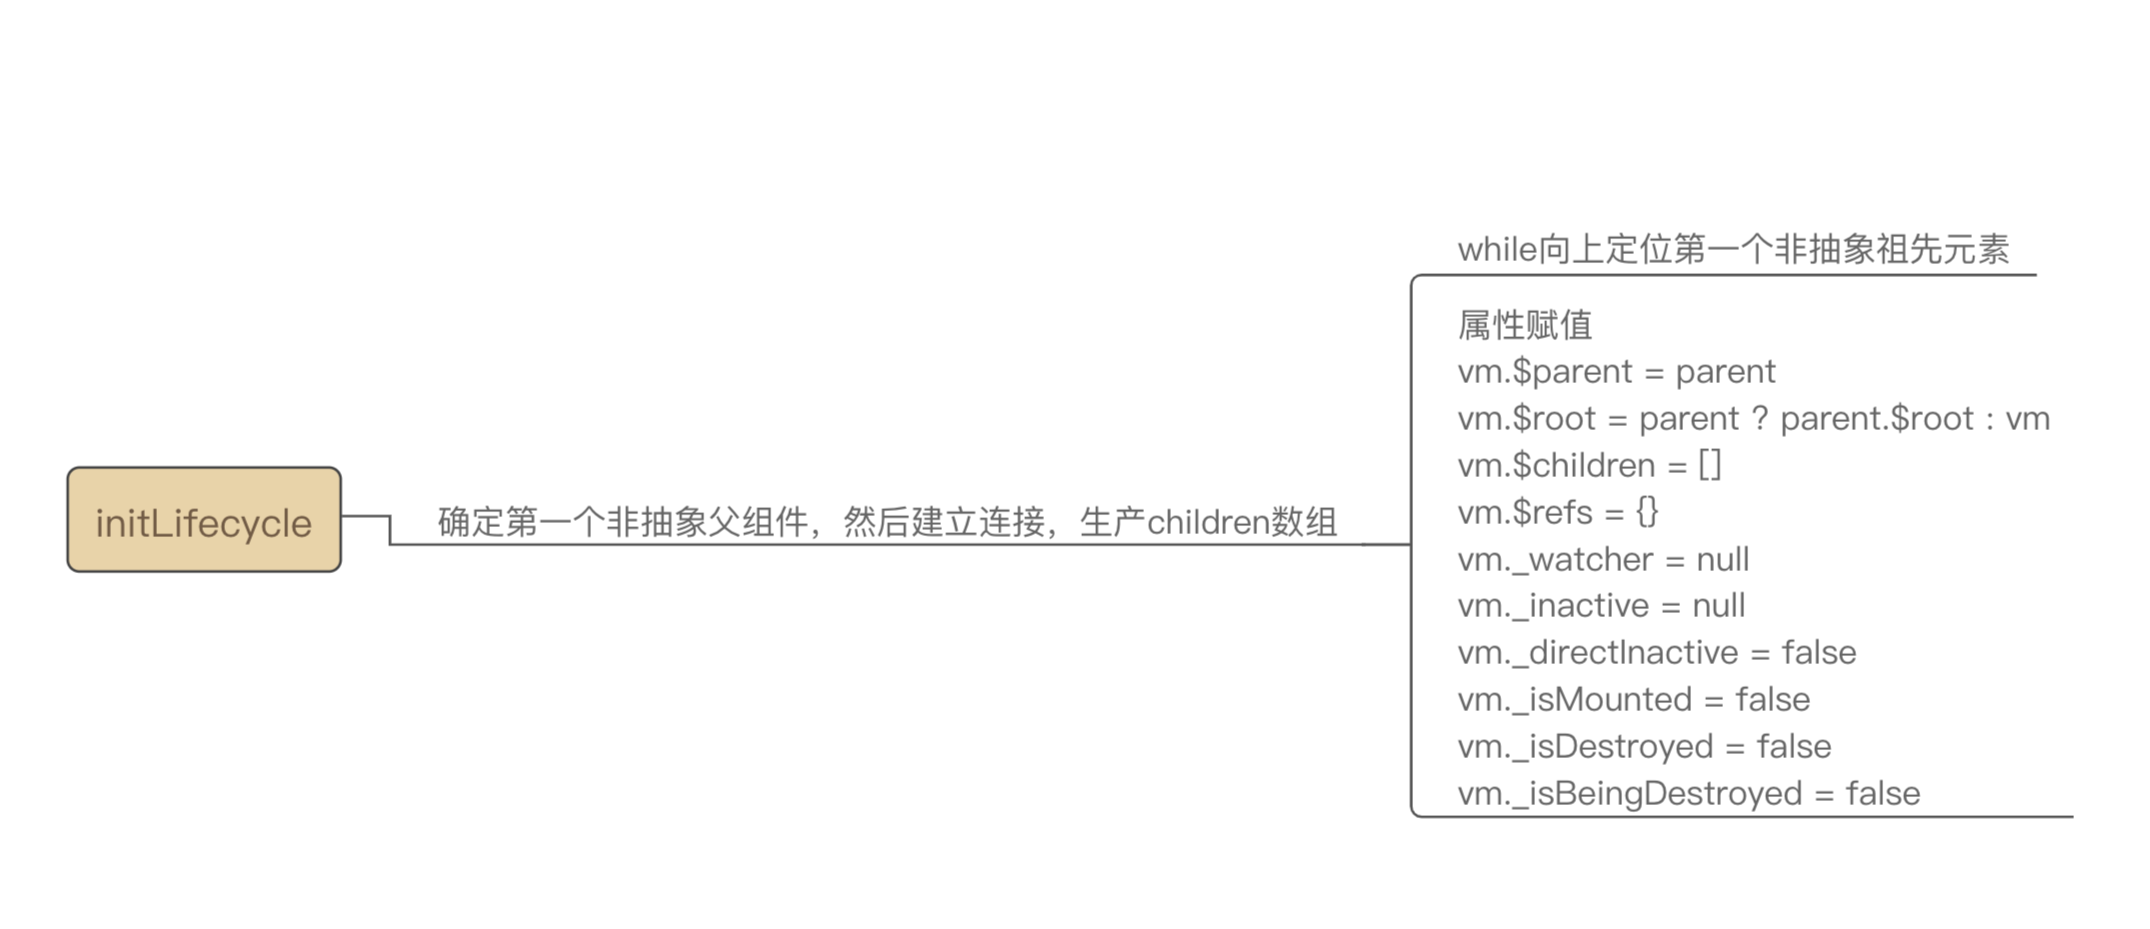 initLifecycle
确定第一个非抽象父组件，然后建立连接，生产children数组
while向上定位第一个非抽象祖先元素
属性赋值
vm.$parent = parent
vm.$root = parent ? parent.$root : vm
vm.$children = []
vm.$refs = {}
vm._watcher = null
vm._inactive = null
vm._directInactive = false
vm._isMounted = false
vm._isDestroyed = false
vm._isBeingDestroyed = false